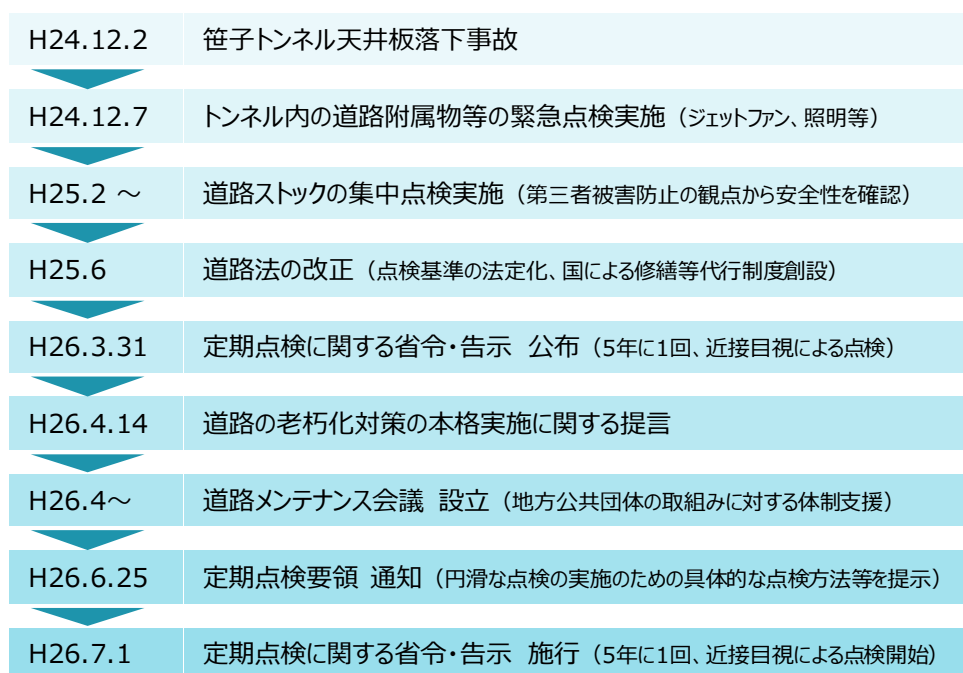 H24.12.2 笹子トンネル天井板落下事故
H24.12.7 トンネル内の道路附属物等の緊急点検実施（ジェットファン、照明等）
H25.2 ～ 道路ストックの集中点検実施（第三者被害防止の観点から安全性を確認）
H25.6 道路法の改正（点検基準の法定化、国による修繕等代行制度創設）
H26.3.31 定期点検に関する省令・告示 公布（5年に1回、近接目視による点検）
H26.4.14 道路の老朽化対策の本格実施に関する提言
H26.4～ 道路メンテナンス会議 設立（地方公共団体の取組みに対する体制支援）
H26.6.25 定期点検要領 通知（円滑な点検の実施のための具体的な点検方法等を提示）
H26.7.1 定期点検に関する省令・告示 施行（5年に1回、近接目視による点検開始）